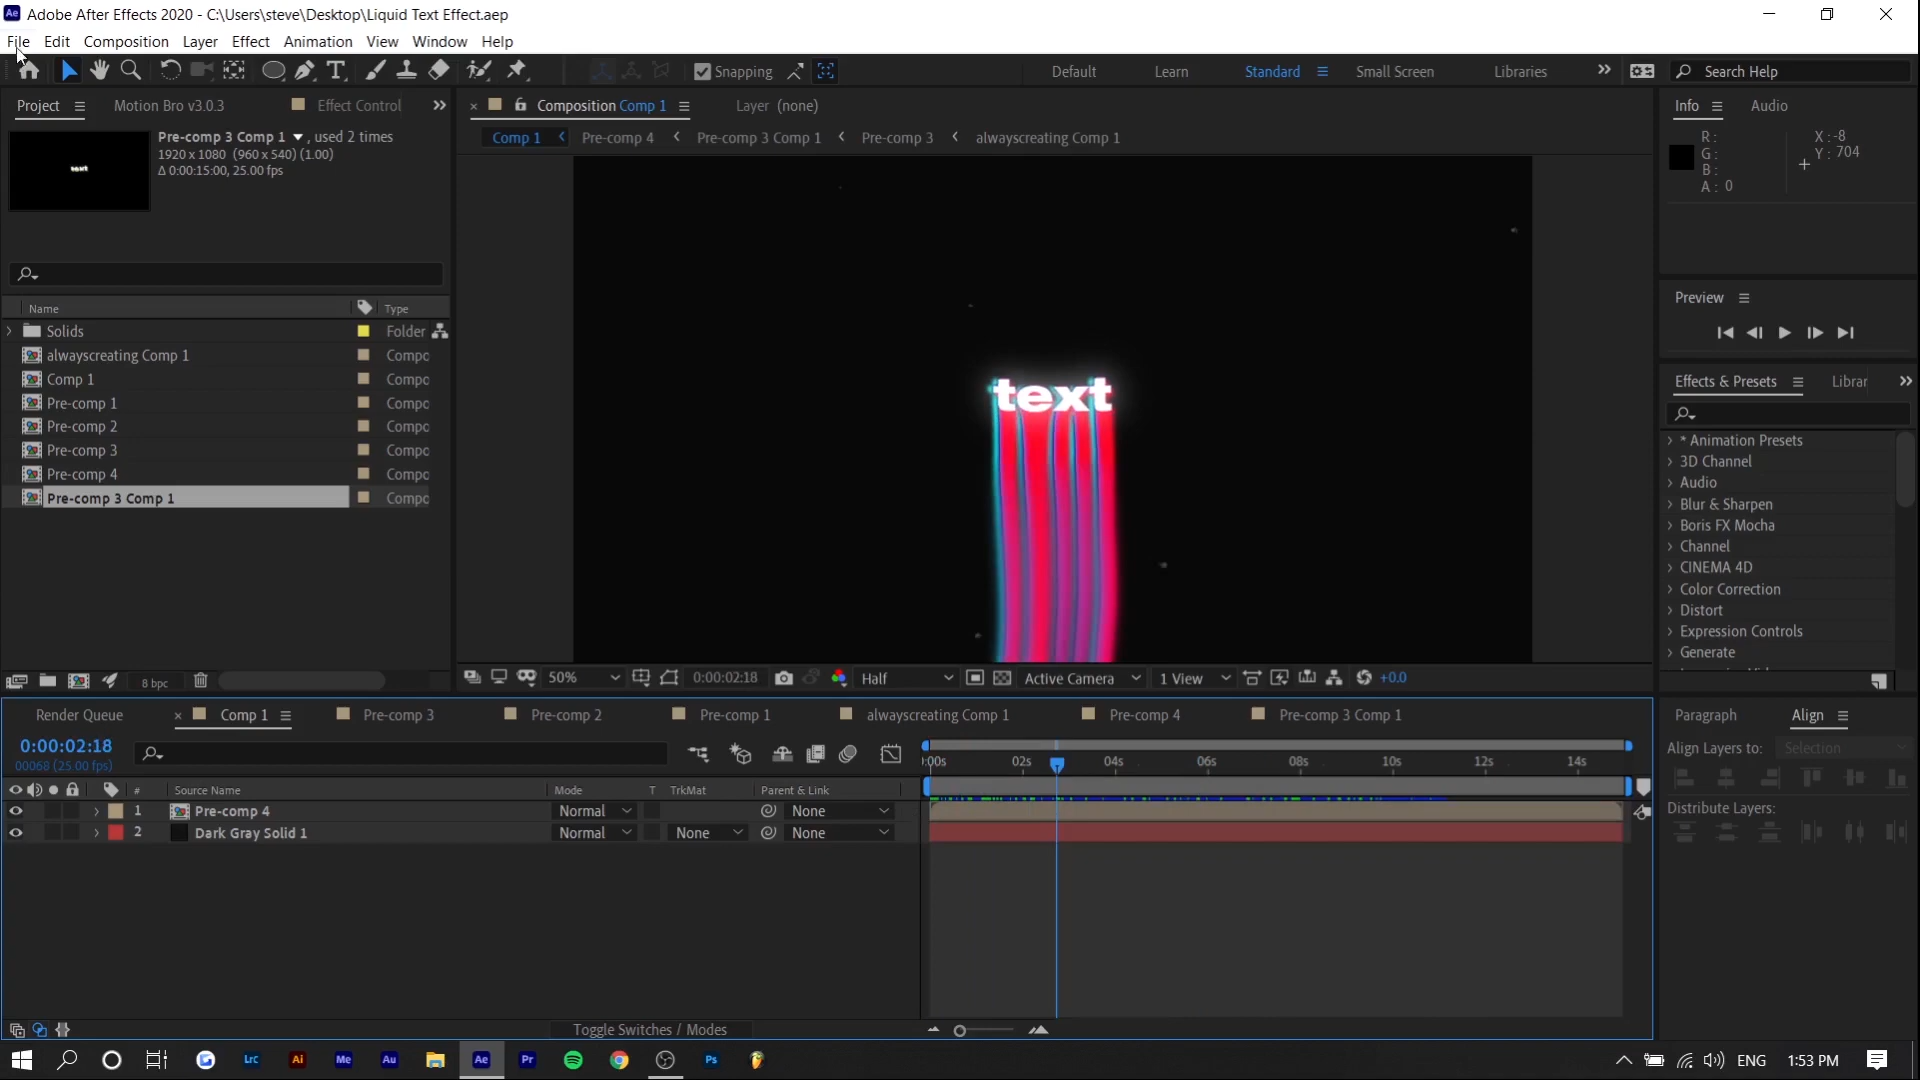 Adobe After Effects 2020 - C:\Users\steve\Desktop\Liquid Text Effect.aep
File Edit Composition Layer Effect Animation View Window Help
Snapping Default Learn Standard Small Screen Libraries Search Help
Project Motion Bro v3.0.3 Effect Control
Composition Comp 1 Layer (none)
Info Audio
Pre-comp 3 Comp 1 , used 2 times
1920 x 1080 (960 x 540) (1.00)
Δ 0:00:15:00, 25.00 fps
Comp 1 Pre-comp 4 Pre-comp 3 Comp 1 Pre-comp 3 alwayscreating Comp 1
R: X: -8
G: Y: 704
B:
A: 0
text
Name Type
Solids Folder
alwayscreating Comp 1 Compo
Comp 1 Compo
Pre-comp 1 Compo
Pre-comp 2 Compo
Pre-comp 3 Compo
Pre-comp 4 Compo
Pre-comp 3 Comp 1 Compo
text
Preview
Effects & Presets Librar
* Animation Presets
3D Channel
Audio
Blur & Sharpen
Boris FX Mocha
Channel
CINEMA 4D
Color Correction
Distort
Expression Controls
Generate
8 bpc
50% 0:00:02:18 Half Active Camera 1 View +0.0
Render Queue Comp 1 Pre-comp 3 Pre-comp 2 Pre-comp 1 alwayscreating Comp 1 Pre-comp 4 Pre-comp 3 Comp 1
0:00:02:18
00068 (25.00 fps)
:00s 02s 04s 06s 08s 10s 12s 14s
# Source Name Mode T TrkMat Parent & Link
1 Pre-comp 4 Normal None
2 Dark Gray Solid 1 Normal None None
Paragraph Align
Align Layers to: Selection
Distribute Layers:
Toggle Switches / Modes
Lrc Ai Me Au Ae Pr Ps ENG 1:53 PM